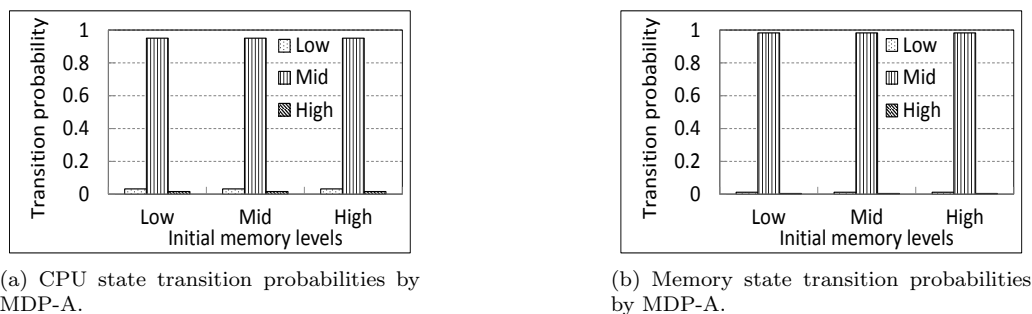 Transition probability
1
0.8
0.6
0.4
0.2
0
Low
Mid
High
Low Mid High
Initial memory levels
(a) CPU state transition probabilities by
MDP-A.
Transition probability
1
0.8
0.6
0.4
0.2
0
Low
Mid
High
Low Mid High
Initial memory levels
(b) Memory state transition probabilities
by MDP-A.